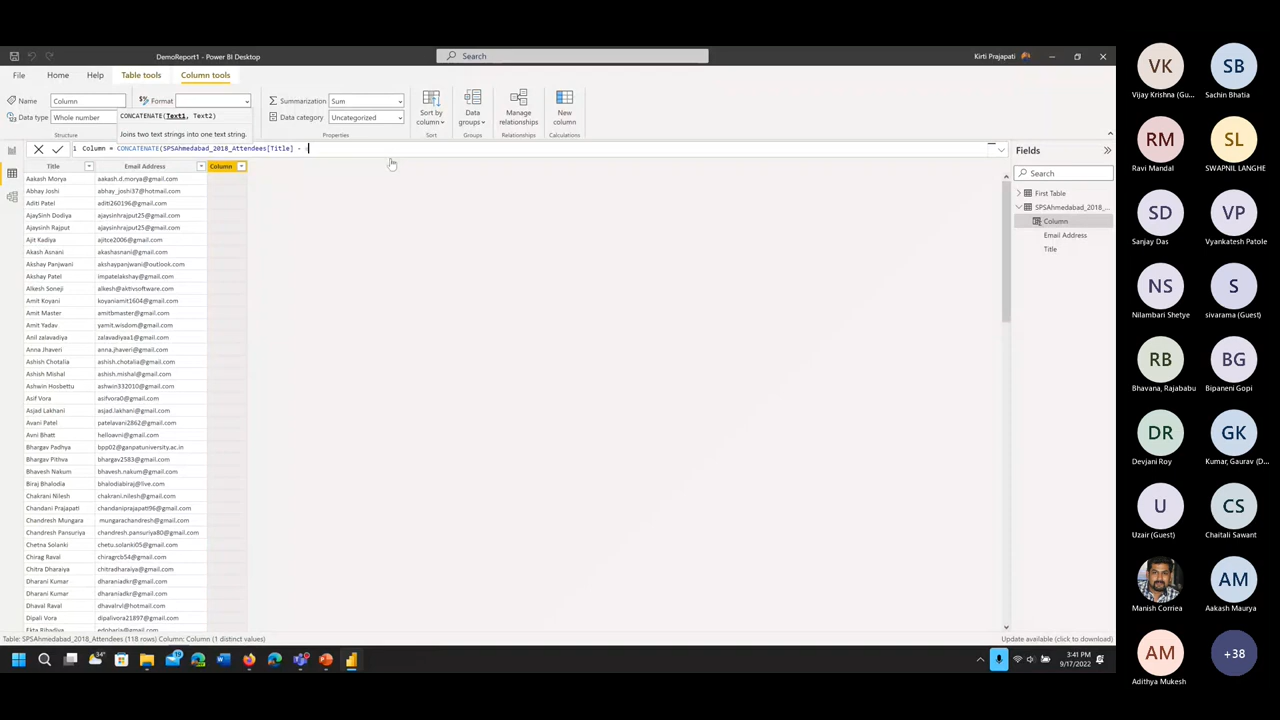 DemoReport1 - Power BI Desktop
Search
Kirti Prajapati
File
Home
Help
Table tools
Column tools
Name
Column
Format
Summarization
Sum
Data type
Whole number
CONCATENATE(Text1, Text2)
Joins two text strings into one text string.
Data category
Uncategorized
Sort by column
Data groups
Manage relationships
New column
Structure
Properties
Sort
Groups
Relationships
Calculations
1 Column = CONCATENATE(SPSAhmedabad_2018_Attendees[Title] -
Title
Email Address
Column
Aakash Morya aakash.d.morya@gmail.com
Abhay Joshi abhay_joshi37@hotmail.com
Aditi Patel aditi260196@gmail.com
AjaySinh Dodiya ajaysinhrajput25@gmail.com
Ajaysinh Rajput ajaysinhrajput25@gmail.com
Ajit Kadiya ajitce2006@gmail.com
Akash Asnani akashasnani@gmail.com
Akshay Panjwani akshaypanjwani@outlook.com
Akshay Patel impatelakshay@gmail.com
Alkesh Soneji alkesh@aktivsoftware.com
Amit Koyani koyaniamit1604@gmail.com
Amit Master amitbmaster@gmail.com
Amit Yadav yamit.wisdom@gmail.com
Anil zalavadiya zalavadiyaa1@gmail.com
Anna Jhaveri anna.jhaveri@gmail.com
Ashish Chotalia ashish.chotalia@gmail.com
Ashish Mishal ashish.mishal@gmail.com
Ashwin Hosbettu ashwin332010@gmail.com
Asif Vora asifvora0@gmail.com
Asjad Lakhani asjad.lakhani@gmail.com
Avani Patel patelavani2862@gmail.com
Avni Bhatt helloavni@gmail.com
Bhargav Padhya bpp02@ganpatuniversity.ac.in
Bhargav Pithva bhargav2583@gmail.com
Bhavesh Nakum bhavesh.nakum@gmail.com
Biraj Bhalodia bhalodiabiraj@live.com
Chakrani Nilesh chakrani.nilesh@gmail.com
Chandani Prajapati chandaniprajapati96@gmail.com
Chandresh Mungara mungarachandresh@gmail.com
Chandresh Pansuriya chandresh.pansuriya80@gmail.com
Chetna Solanki chetu.solanki05@gmail.com
Chirag Raval chiragrcb54@gmail.com
Chitra Dharaiya chitradharaiya@gmail.com
Dharani Kumar dharaniadkr@gmail.com
Dharani Kumar dharaniadkr@gmail.com
Dhaval Raval dhavalrvl@hotmail.com
Dipali Vora dipalivora21897@gmail.com
Table: SPSAhmedabad_2018_Attendees (118 rows) Column: Column (1 distinct values)
Update available (click to download)
Fields
Search
First Table
SPSAhmedabad_2018_...
Column
Email Address
Title
34°
19
3:41 PM
9/17/2022
VK
Vijay Krishna (Gu...
SB
Sachin Bhatia
RM
Ravi Mandal
SL
SWAPNIL LANGHE
SD
Sanjay Das
VP
Vyankatesh Patole
NS
Nilambari Shetye
S
sivarama (Guest)
RB
Bhavana, Rajababu
BG
Bipaneni Gopi
DR
Devjani Roy
GK
Kumar, Gaurav (D...
U
Uzair (Guest)
CS
Chaitali Sawant
Manish Corriea
AM
Aakash Maurya
AM
Adithya Mukesh
+38